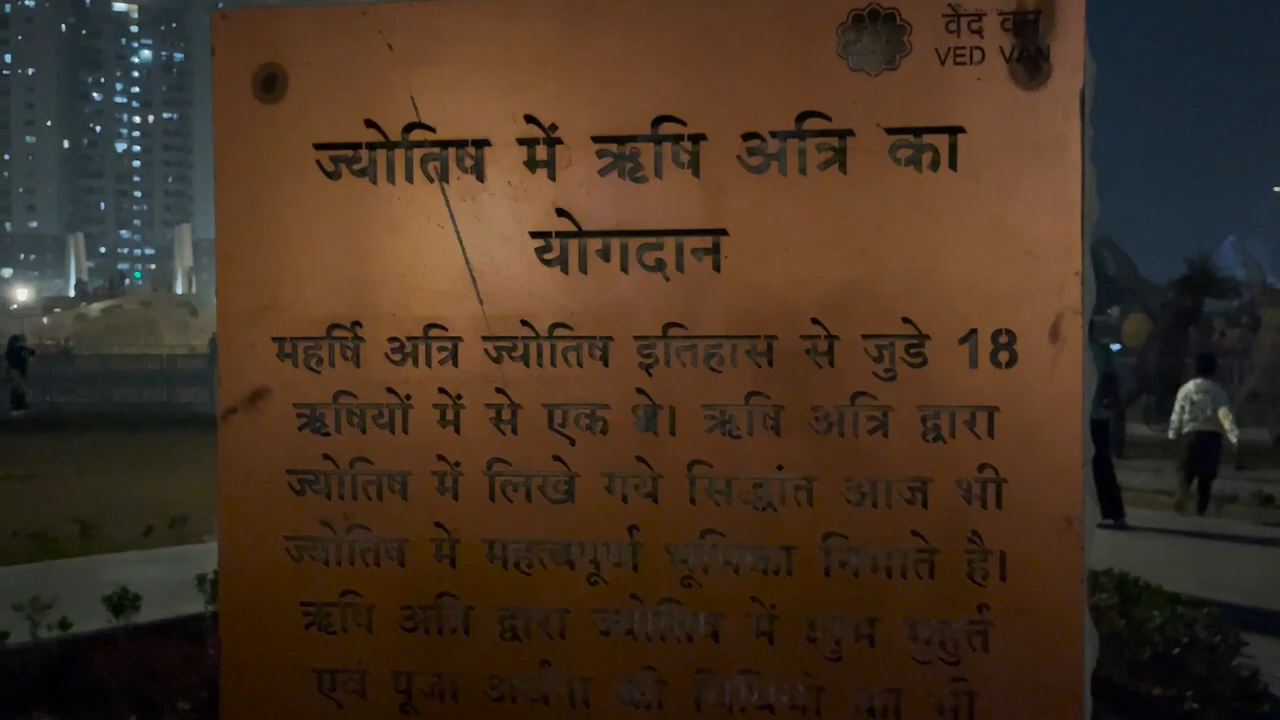 वेद वन
VED VAN
ज्योतिष में ऋषि अत्रि का
योगदान
महर्षि अत्रि ज्योतिष इतिहास से जुडे 18
ऋषियों में से एक थे। ऋषि अत्रि द्वारा
ज्योतिष में लिखे गये सिद्धांत आज भी
ज्योतिष मे महत्वपूर्ण भूमिका निभाते है।
ऋषि अत्रि द्वारा ज्योतिष में शुभ मुहुर्त
एवं पूजा अर्चना की विधियों का भी